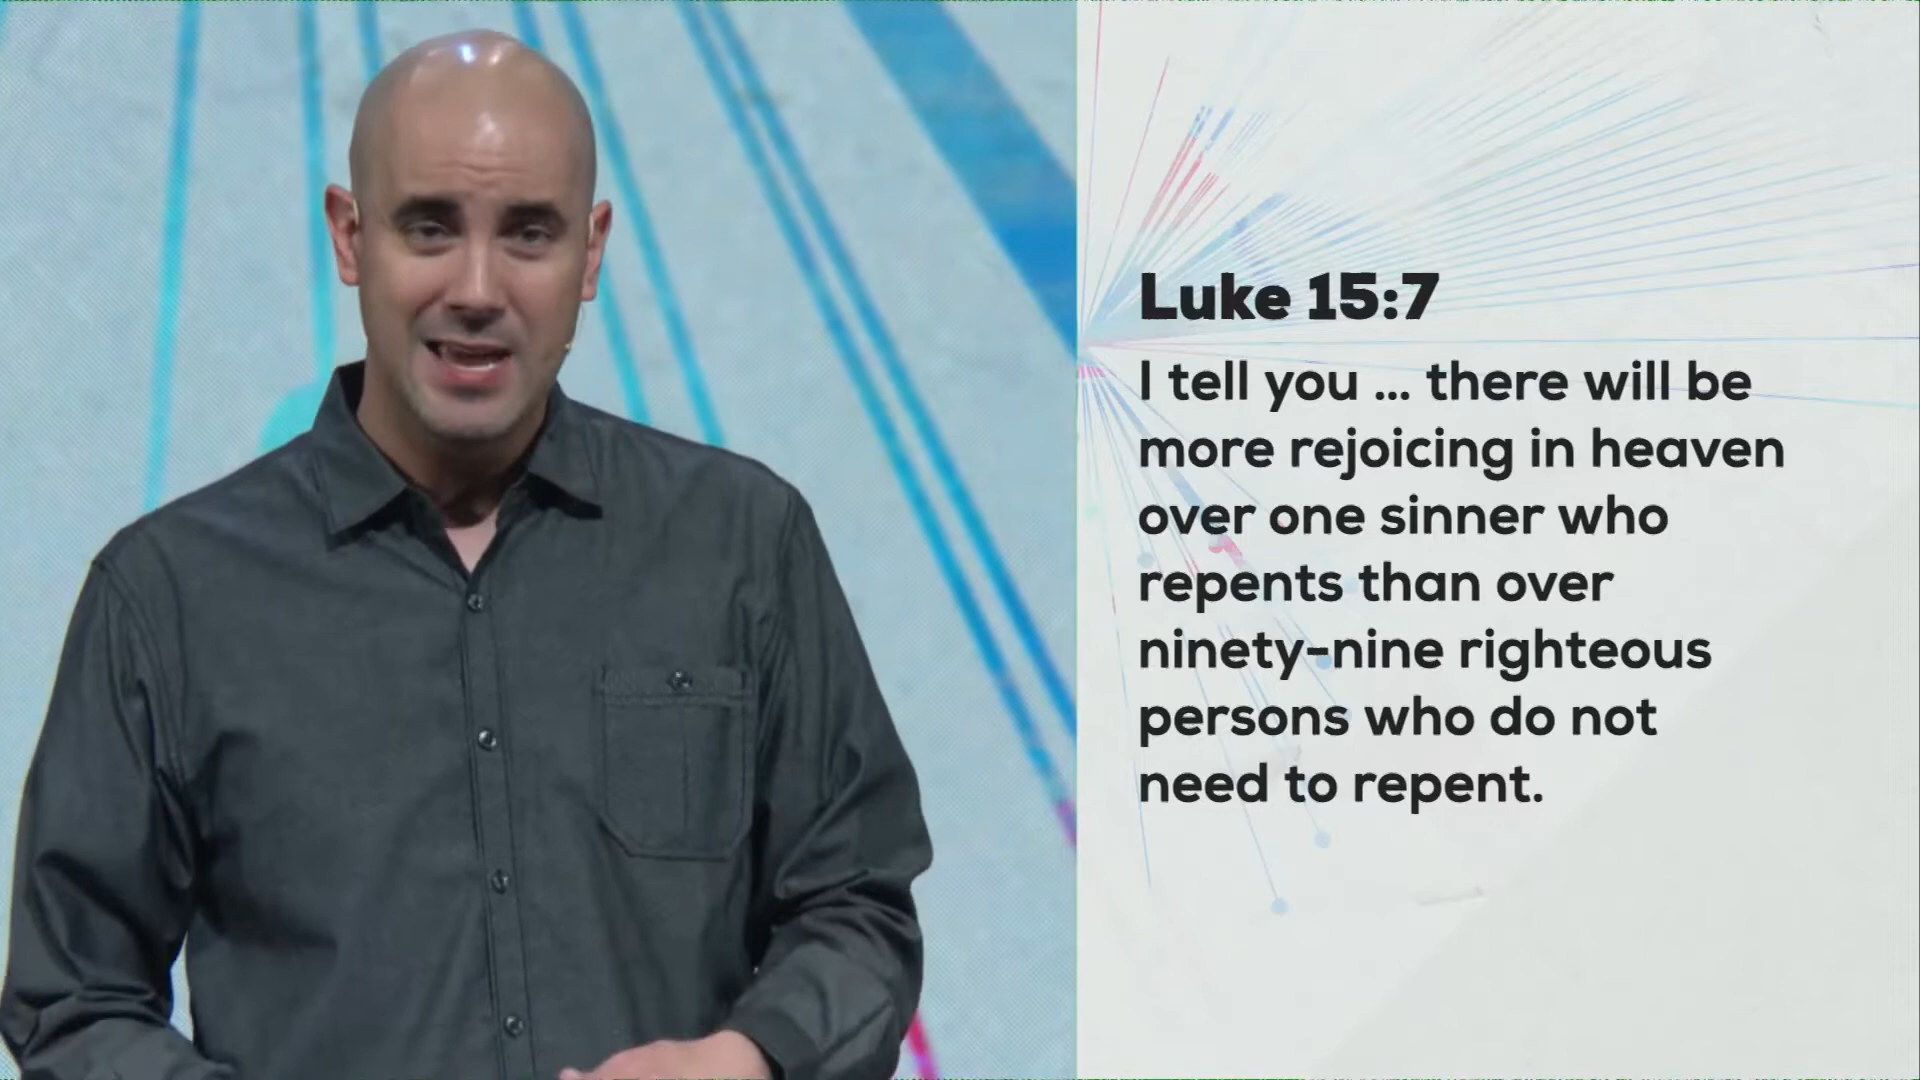 Luke 15:7
I tell you ... there will be
more rejoicing in heaven
over one sinner who
repents than over
ninety-nine righteous
persons who do not
need to repent.